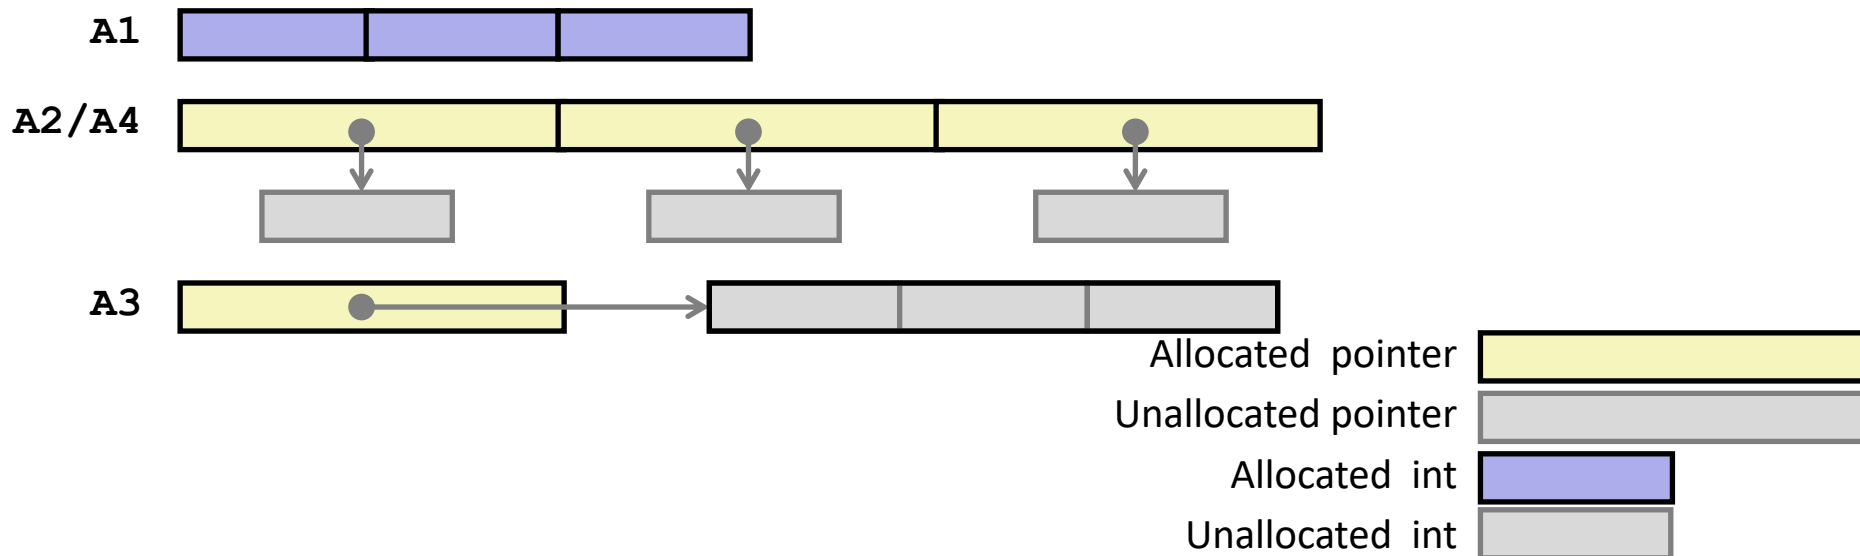 A1
A2/A4
A3
Allocated pointer
Unallocated pointer
Allocated int
Unallocated int